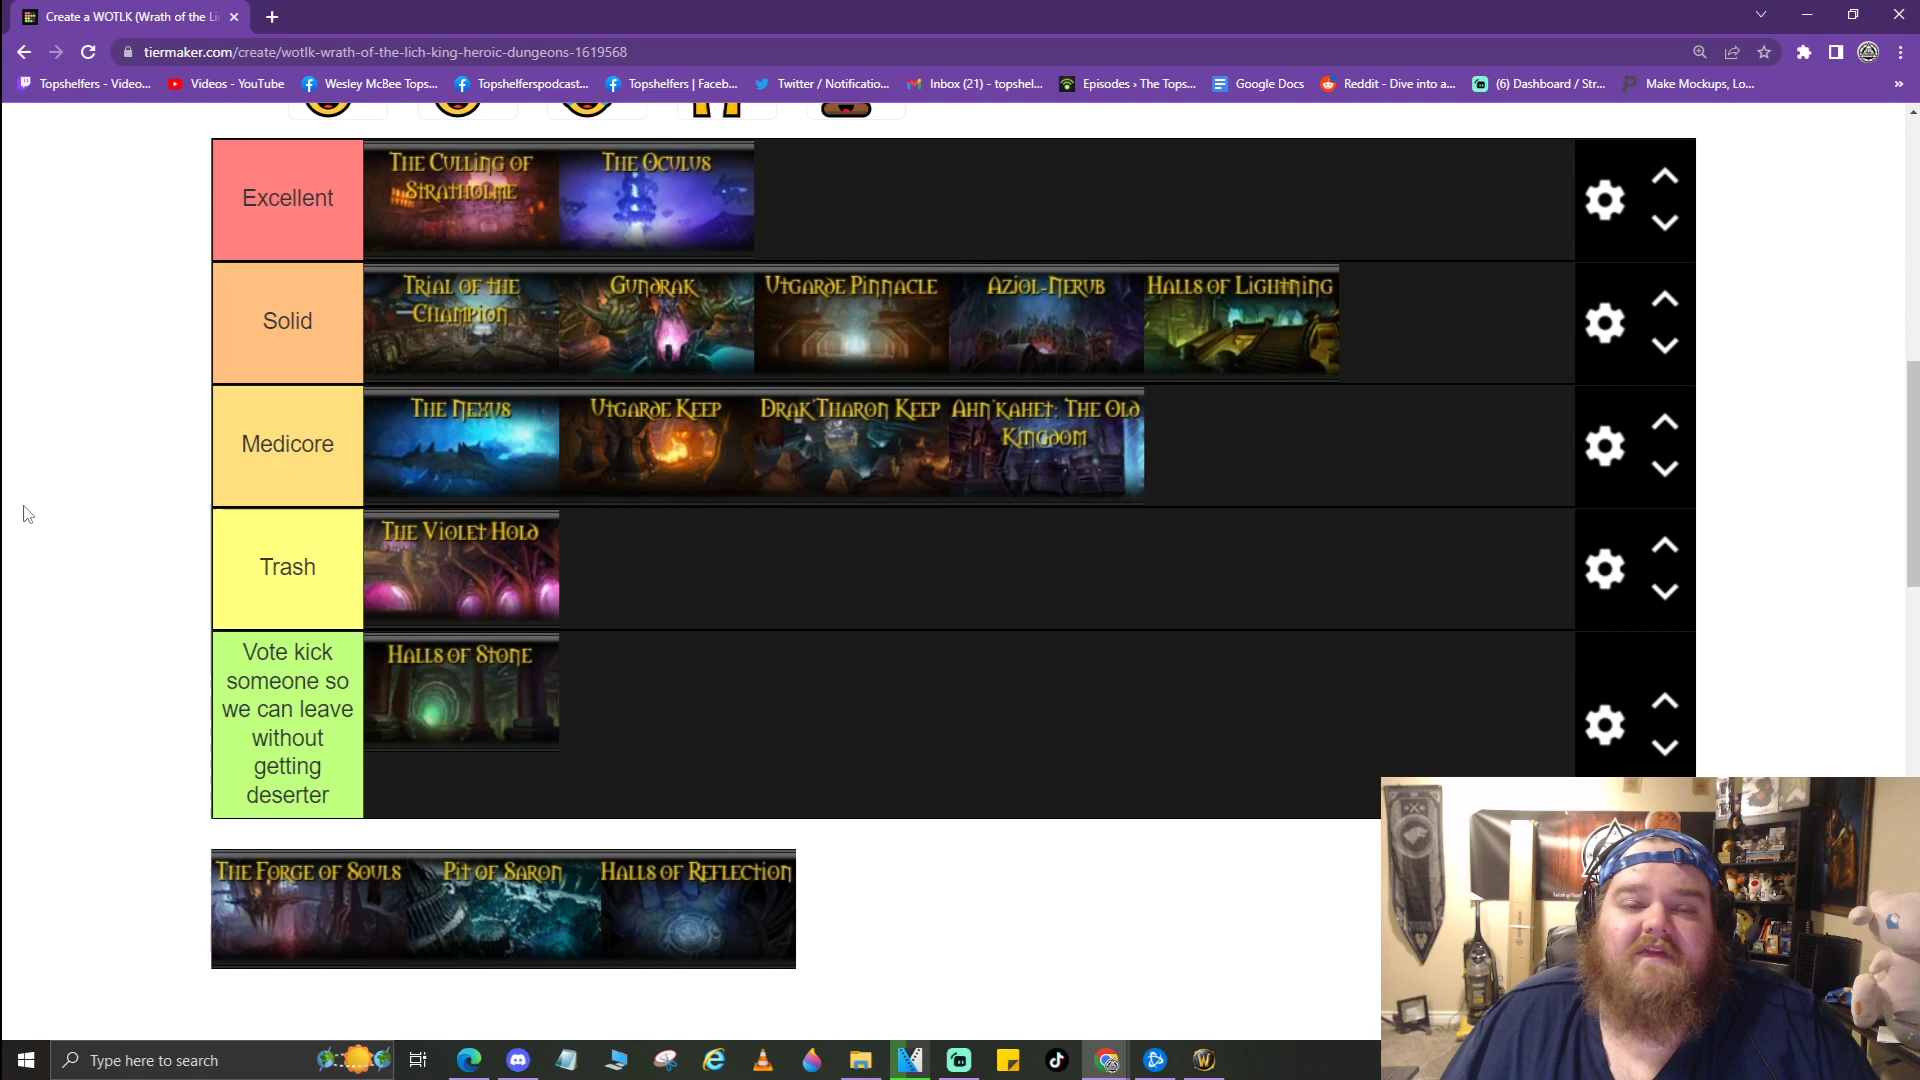 Create a WOTLK (Wrath of the Li
tiermaker.com/create/wotlk-wrath-of-the-lich-king-heroic-dungeons-1619568
Topshelfers - Video...
Videos - YouTube
Wesley McBee Tops...
Topshelferspodcast...
Topshelfers | Faceb...
Twitter / Notificatio...
Inbox (21) - topshel...
Episodes › The Tops...
Google Docs
Reddit - Dive into a...
(6) Dashboard / Str...
Make Mockups, Lo...
Excellent
The Culling of
Stratholme
The Oculus
Solid
Trial of the
Champion
Gundrak
Utgarde Pinnacle
Azjol-Nerub
Halls of Lightning
Medicore
The Nexus
Utgarde Keep
Drak'Tharon Keep
Ahn'kahet: The Old
Kingdom
Trash
The Violet Hold
Vote kick
someone so
we can leave
without
getting
deserter
Halls of Stone
The Forge of Souls
Pit of Saron
Halls of Reflection
Type here to search